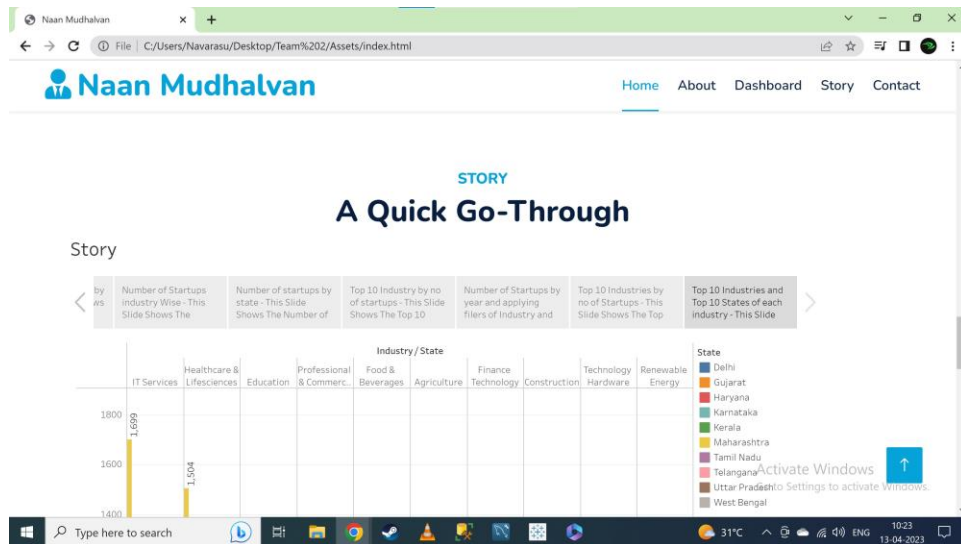 Naan Mudhalvan
File C:/Users/Navarasu/Desktop/Team%202/Assets/index.html
Naan Mudhalvan
Home About Dashboard Story Contact
STORY
A Quick Go-Through
Story
by
ws
Number of Startups
industry Wise - This
Slide Shows The
Number of startups by
state - This Slide
Shows The Number of
Top 10 Industry by no
of startups - This Slide
Shows The Top 10
Number of Startups by
year and applying
filers of Industry and
Top 10 Industries by
no of Startups - This
Slide Shows The Top
Top 10 Industries and
Top 10 States of each
industry - This Slide
Industry / State
IT Services
Healthcare &
Lifesciences
Education
Professional
& Commerc..
Food &
Beverages
Agriculture
Finance
Technology
Construction
Technology
Hardware
Renewable
Energy
1800
1600
1400
1,699
1,504
State
Delhi
Gujarat
Haryana
Karnataka
Kerala
Maharashtra
Tamil Nadu
Telangana
Uttar Pradesh
West Bengal
Activate Windows
Go to Settings to activate Windows.
Type here to search
31°C
ENG
10:23
13-04-2023